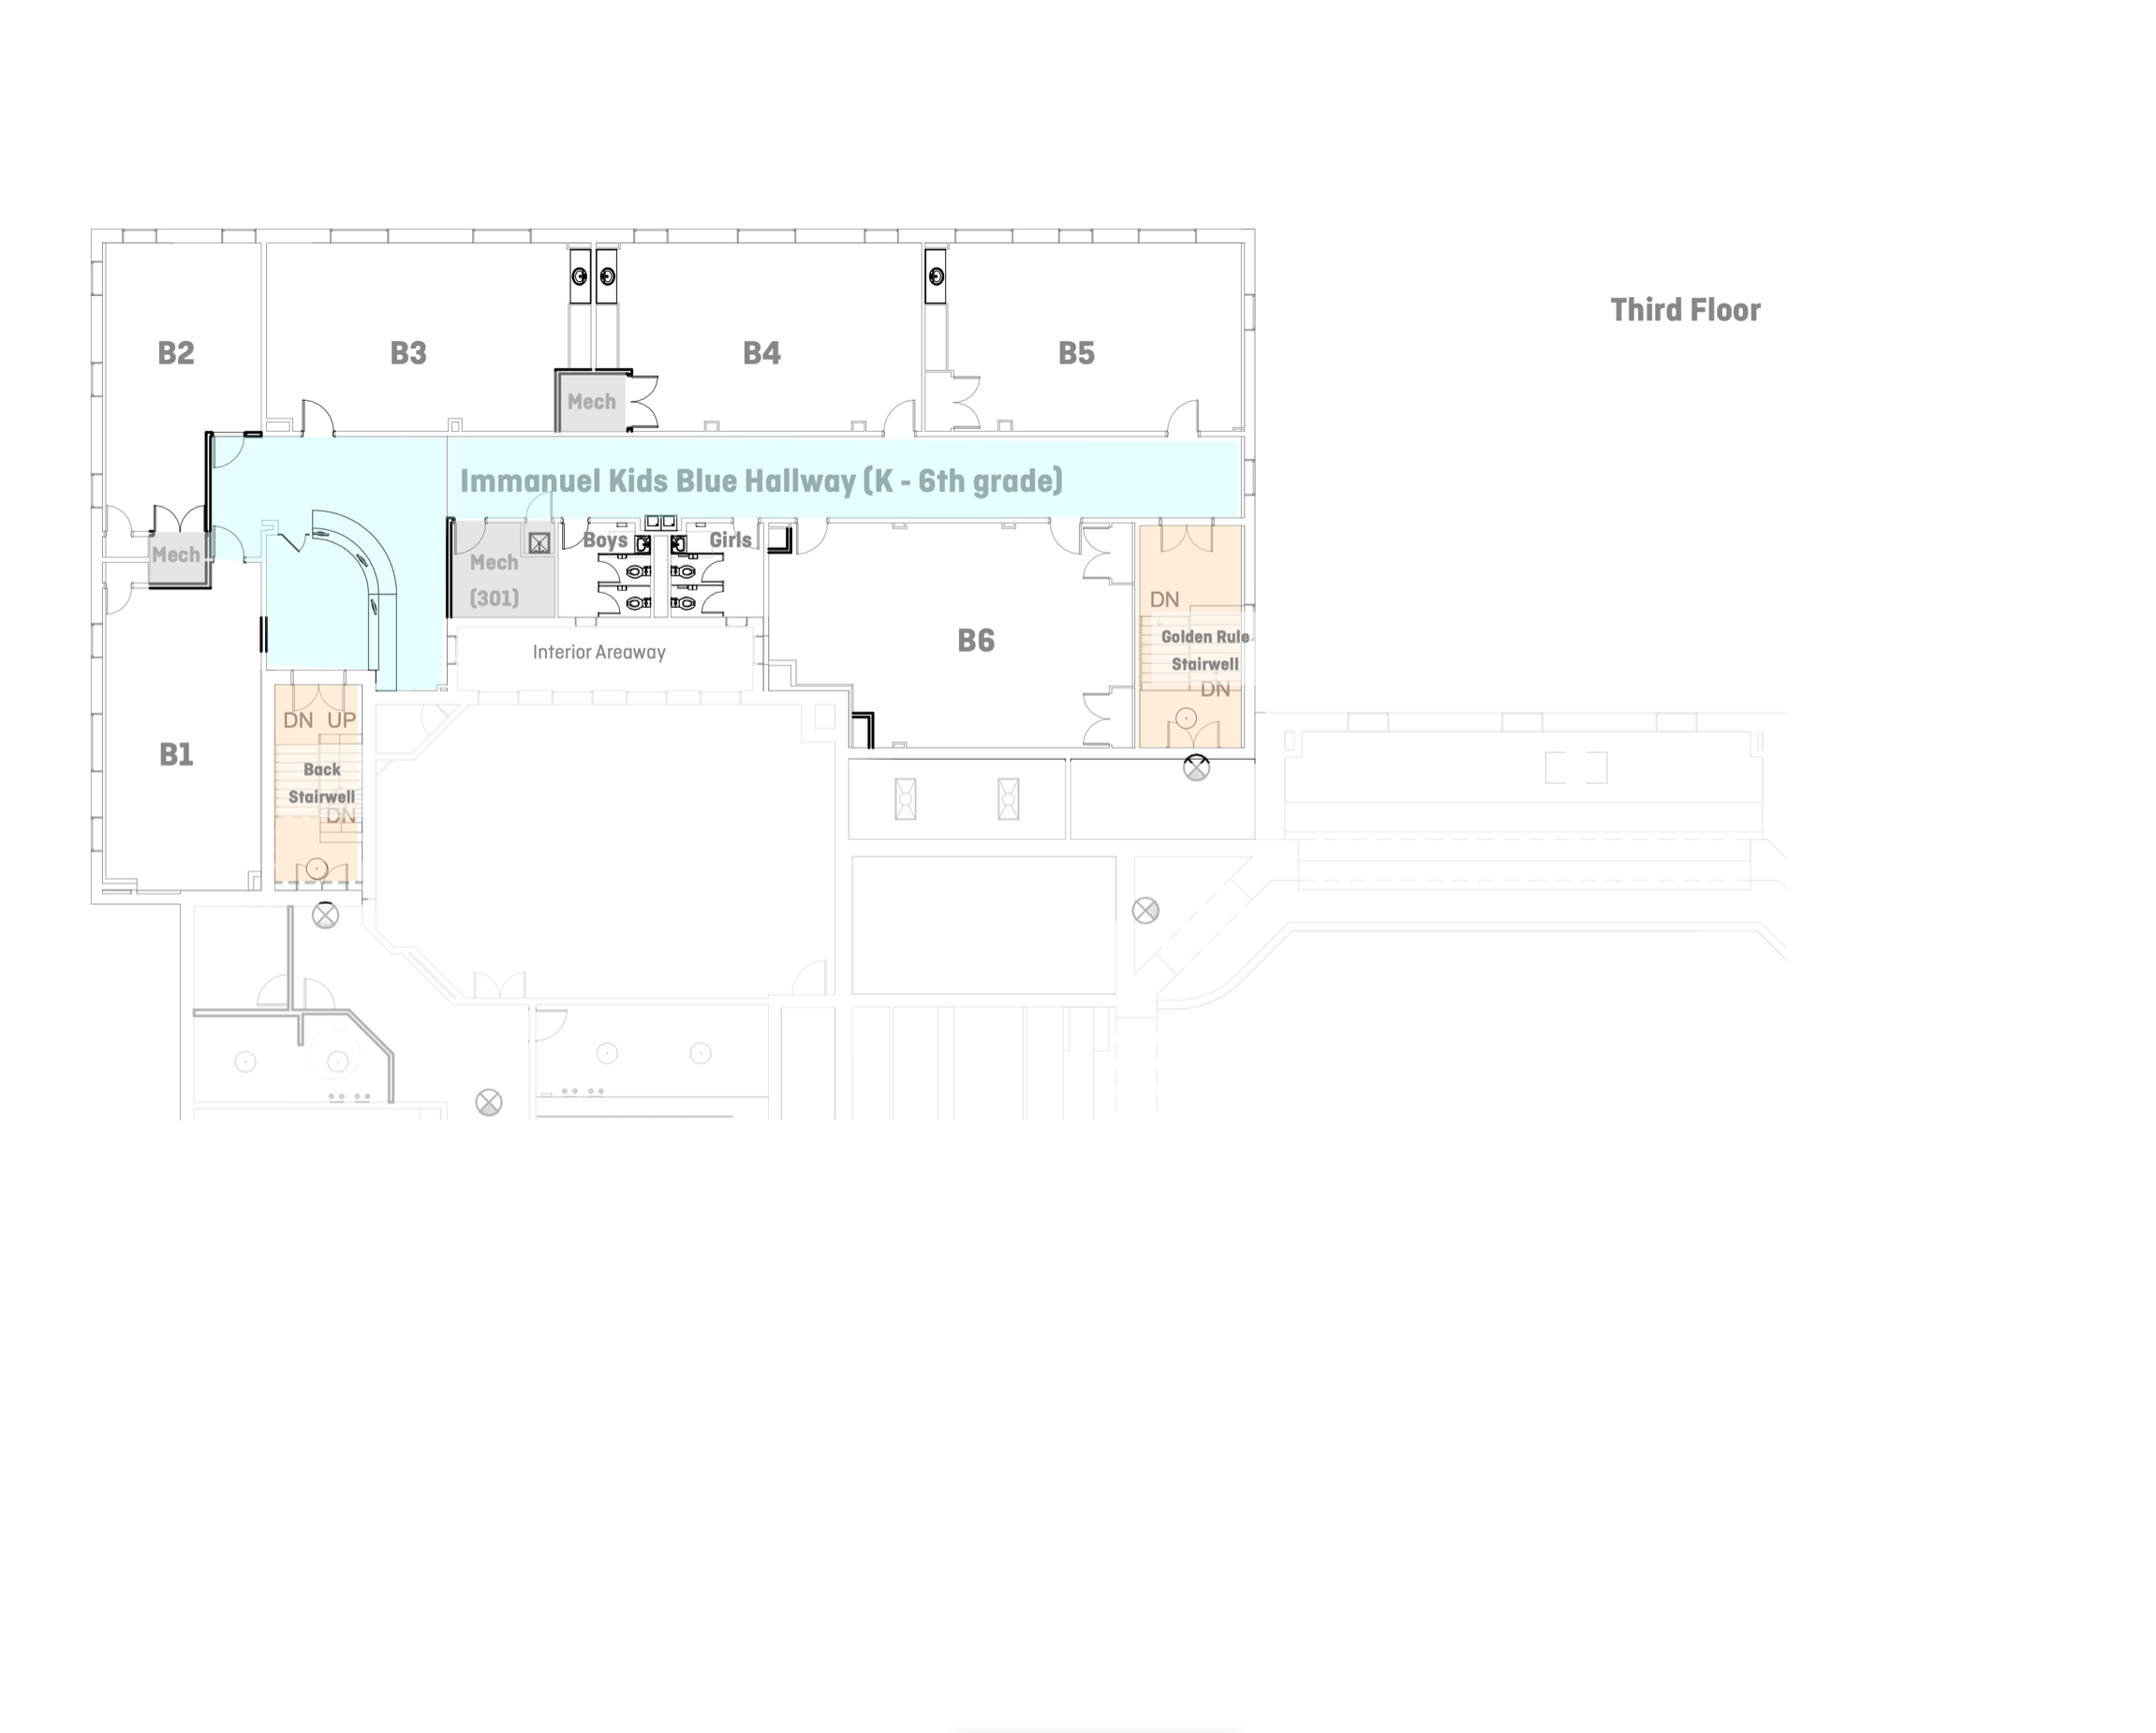 Third Floor
B2
B3
B4
B5
Mech
Immanuel Kids Blue Hallway (K - 6th grade)
Mech
Mech
(301)
Boys
Girls
Interior Areaway
B6
DN
Golden Rule
Stairwell
DN
B1
DN UP
Back
Stairwell
DN